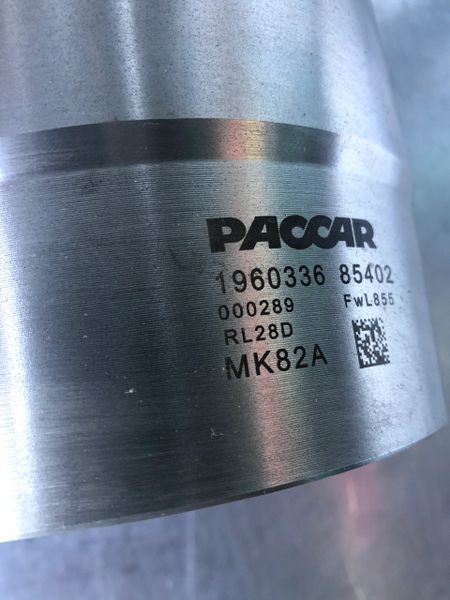 PACCAR
1960336 85402
000289 FwL855
RL28D
MK82A